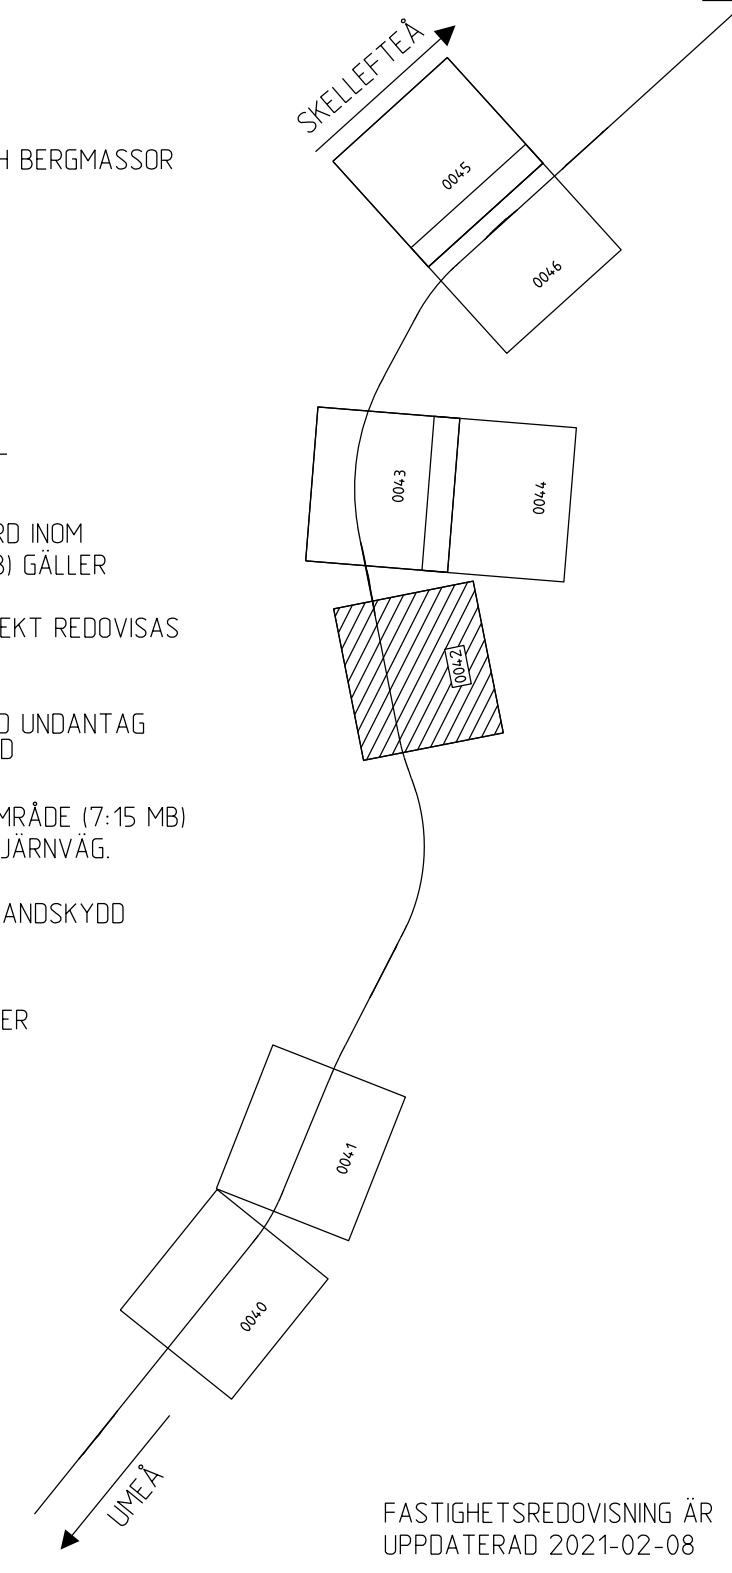 SKELLEFTEÅ
H BERGMASSOR
0045
0046
0043
0044
RD INOM
B) GÄLLER
EKT REDOVISAS
0042
D UNDANTAG
D
MRÅDE (7:15 MB)
JÄRNVÄG.
ANDSKYDD
ER
0041
0040
UMEÅ
FASTIGHETSREDOVISNING ÄR
UPPDATERAD 2021-02-08